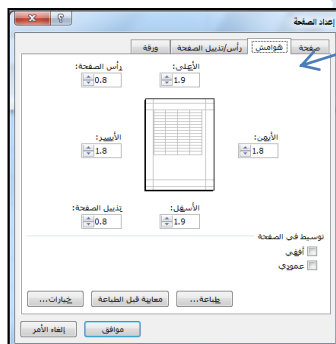 إعداد الصفحة
صفحة هوامش رأس/تذييل الصفحة ورقة
الأعلى: رأس الصفحة:
1.9 0.8
الأيمن: الأيسر:
1.8 1.8
الأسفل: تذييل الصفحة:
1.9 0.8
توسيط في الصفحة
أفقي
عمودي
طباعة... معاينة قبل الطباعة خيارات...
موافق إلغاء الأمر